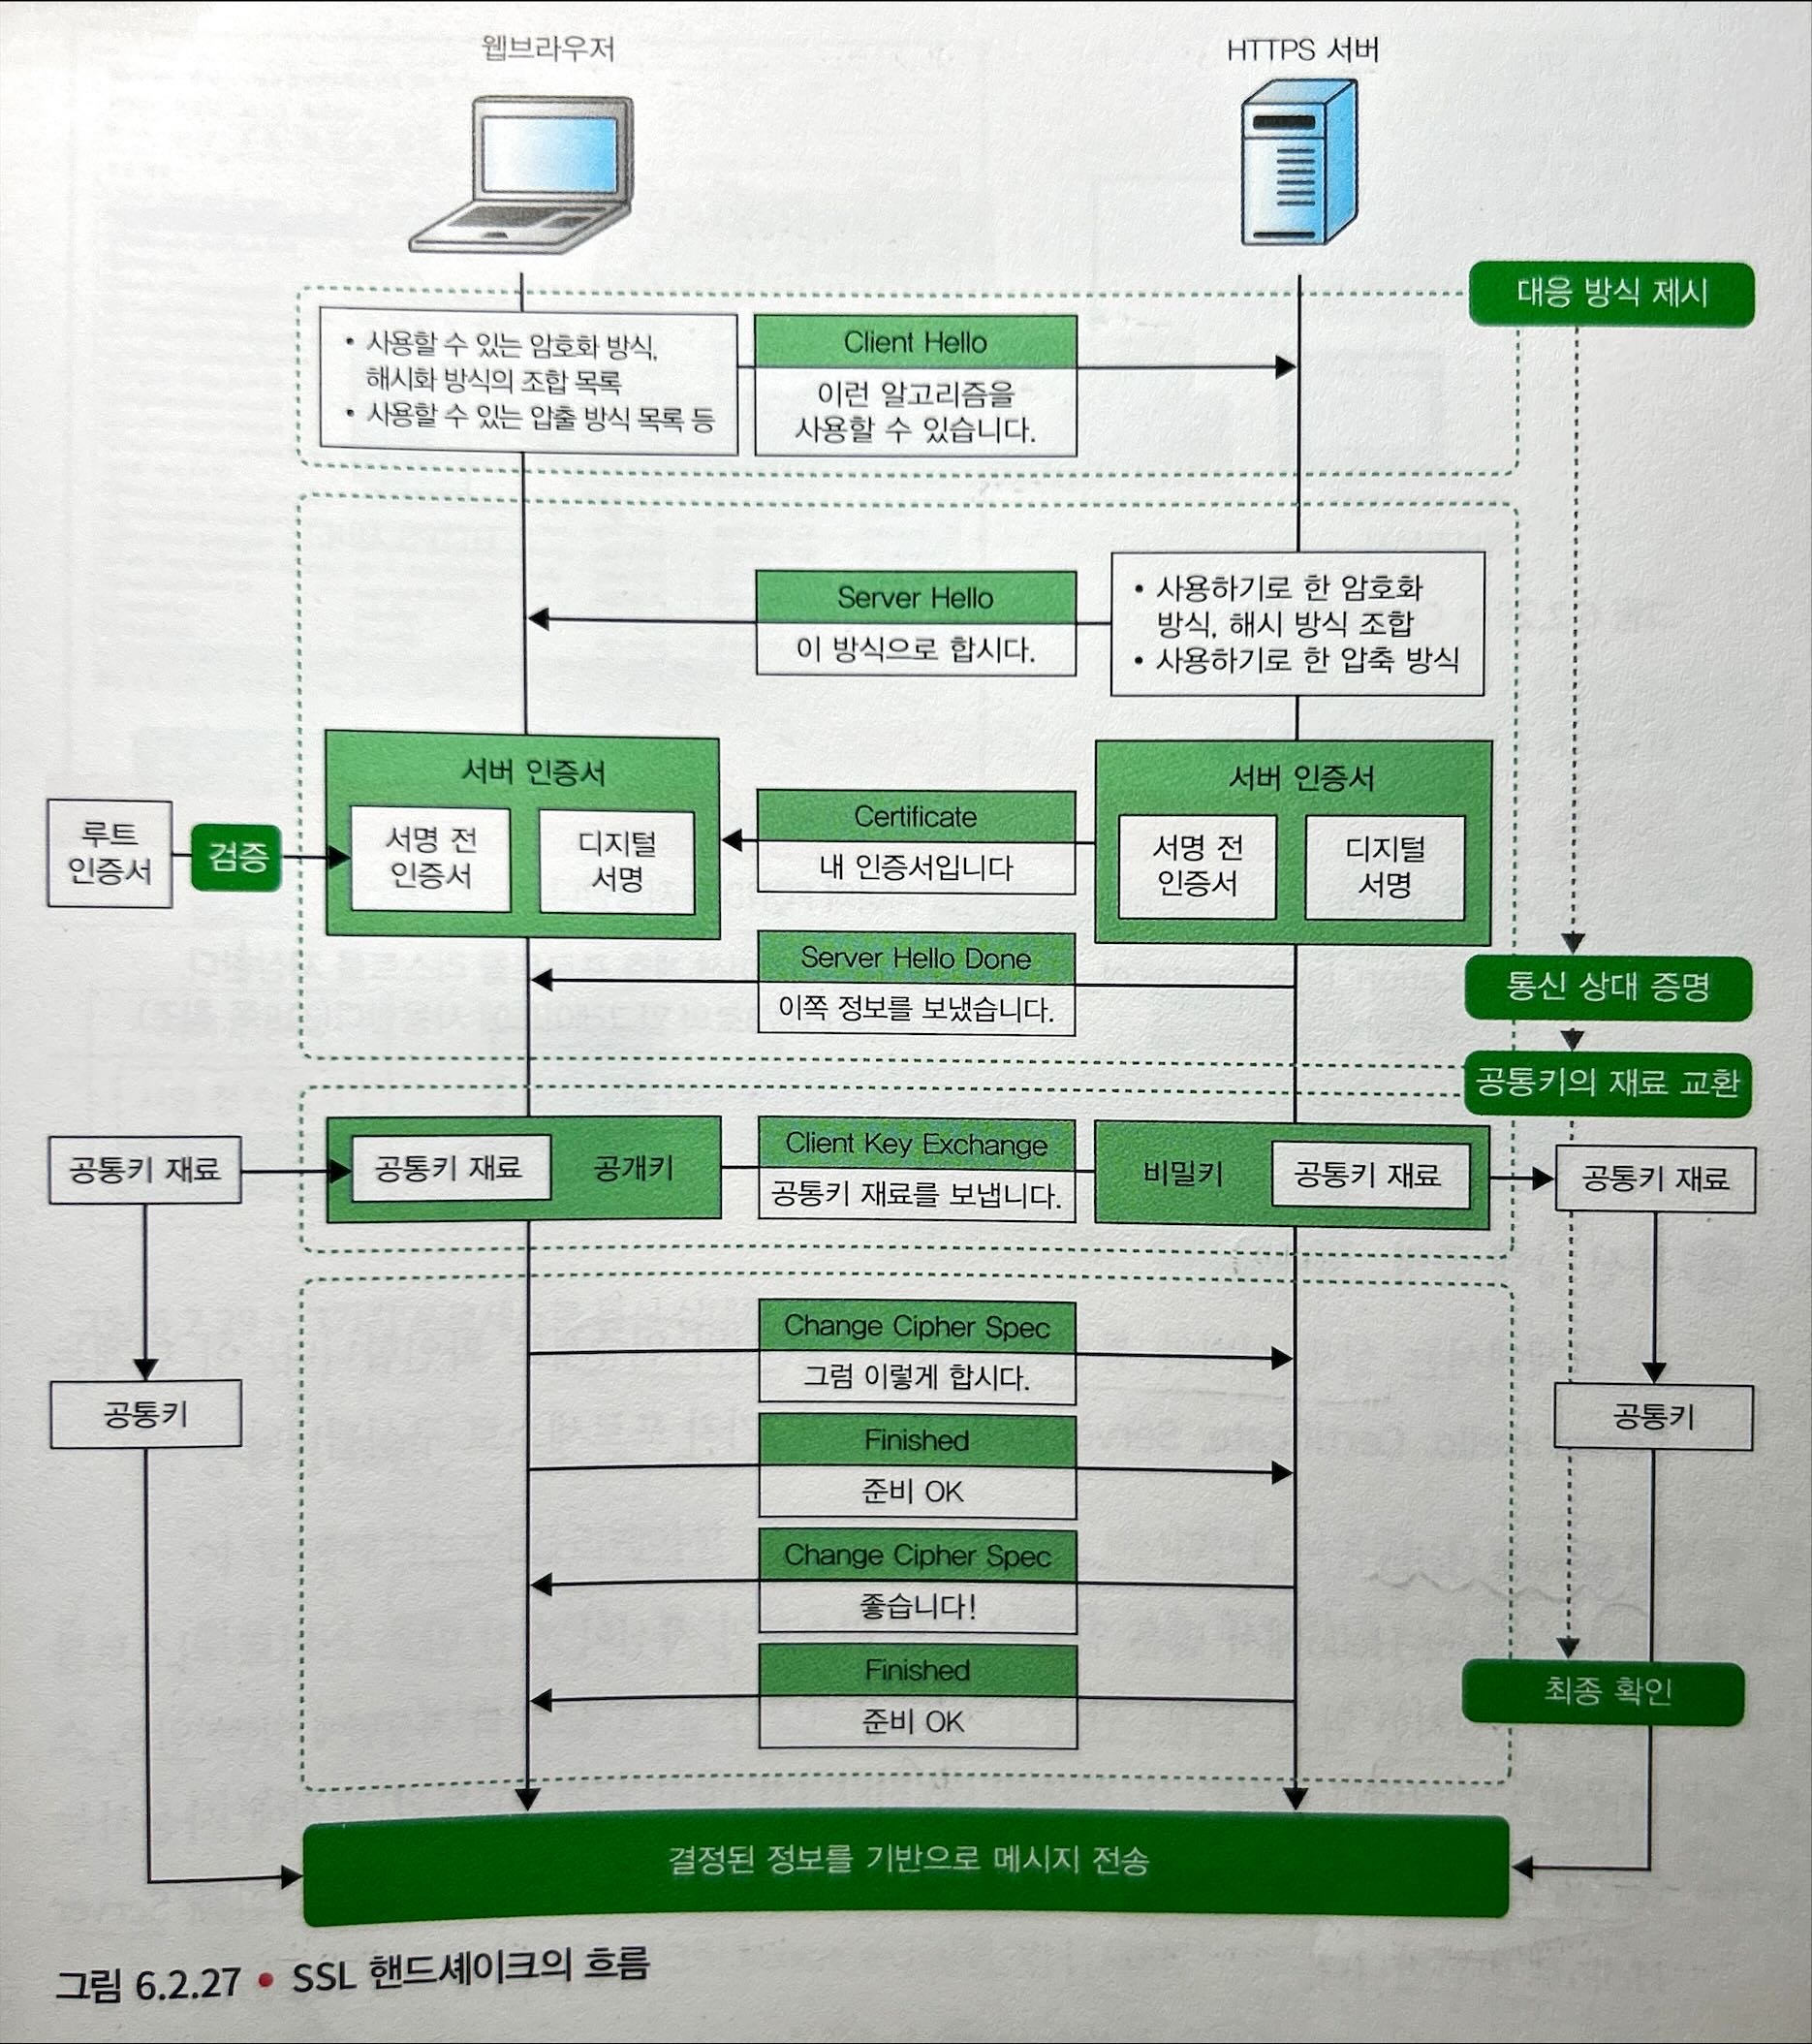 웹브라우저
HTTPS 서버
대응 방식 제시
• 사용할 수 있는 암호화 방식,
해시화 방식의 조합 목록
• 사용할 수 있는 압출 방식 목록 등
Client Hello
이런 알고리즘을
사용할 수 있습니다.
Server Hello
이 방식으로 합시다.
• 사용하기로 한 암호화
방식, 해시 방식 조합
• 사용하기로 한 압축 방식
루트
인증서
검증
서버 인증서
서명 전
인증서
디지털
서명
Certificate
내 인증서입니다
서버 인증서
서명 전
인증서
디지털
서명
Server Hello Done
이쪽 정보를 보냈습니다.
통신 상대 증명
공통키의 재료 교환
공통키 재료
공통키 재료
공개키
Client Key Exchange
공통키 재료를 보냅니다.
비밀키
공통키 재료
공통키 재료
Change Cipher Spec
그럼 이렇게 합시다.
공통키
공통키
Finished
준비 OK
Change Cipher Spec
좋습니다!
Finished
준비 OK
최종 확인
결정된 정보를 기반으로 메시지 전송
그림 6.2.27 • SSL 핸드셰이크의 흐름